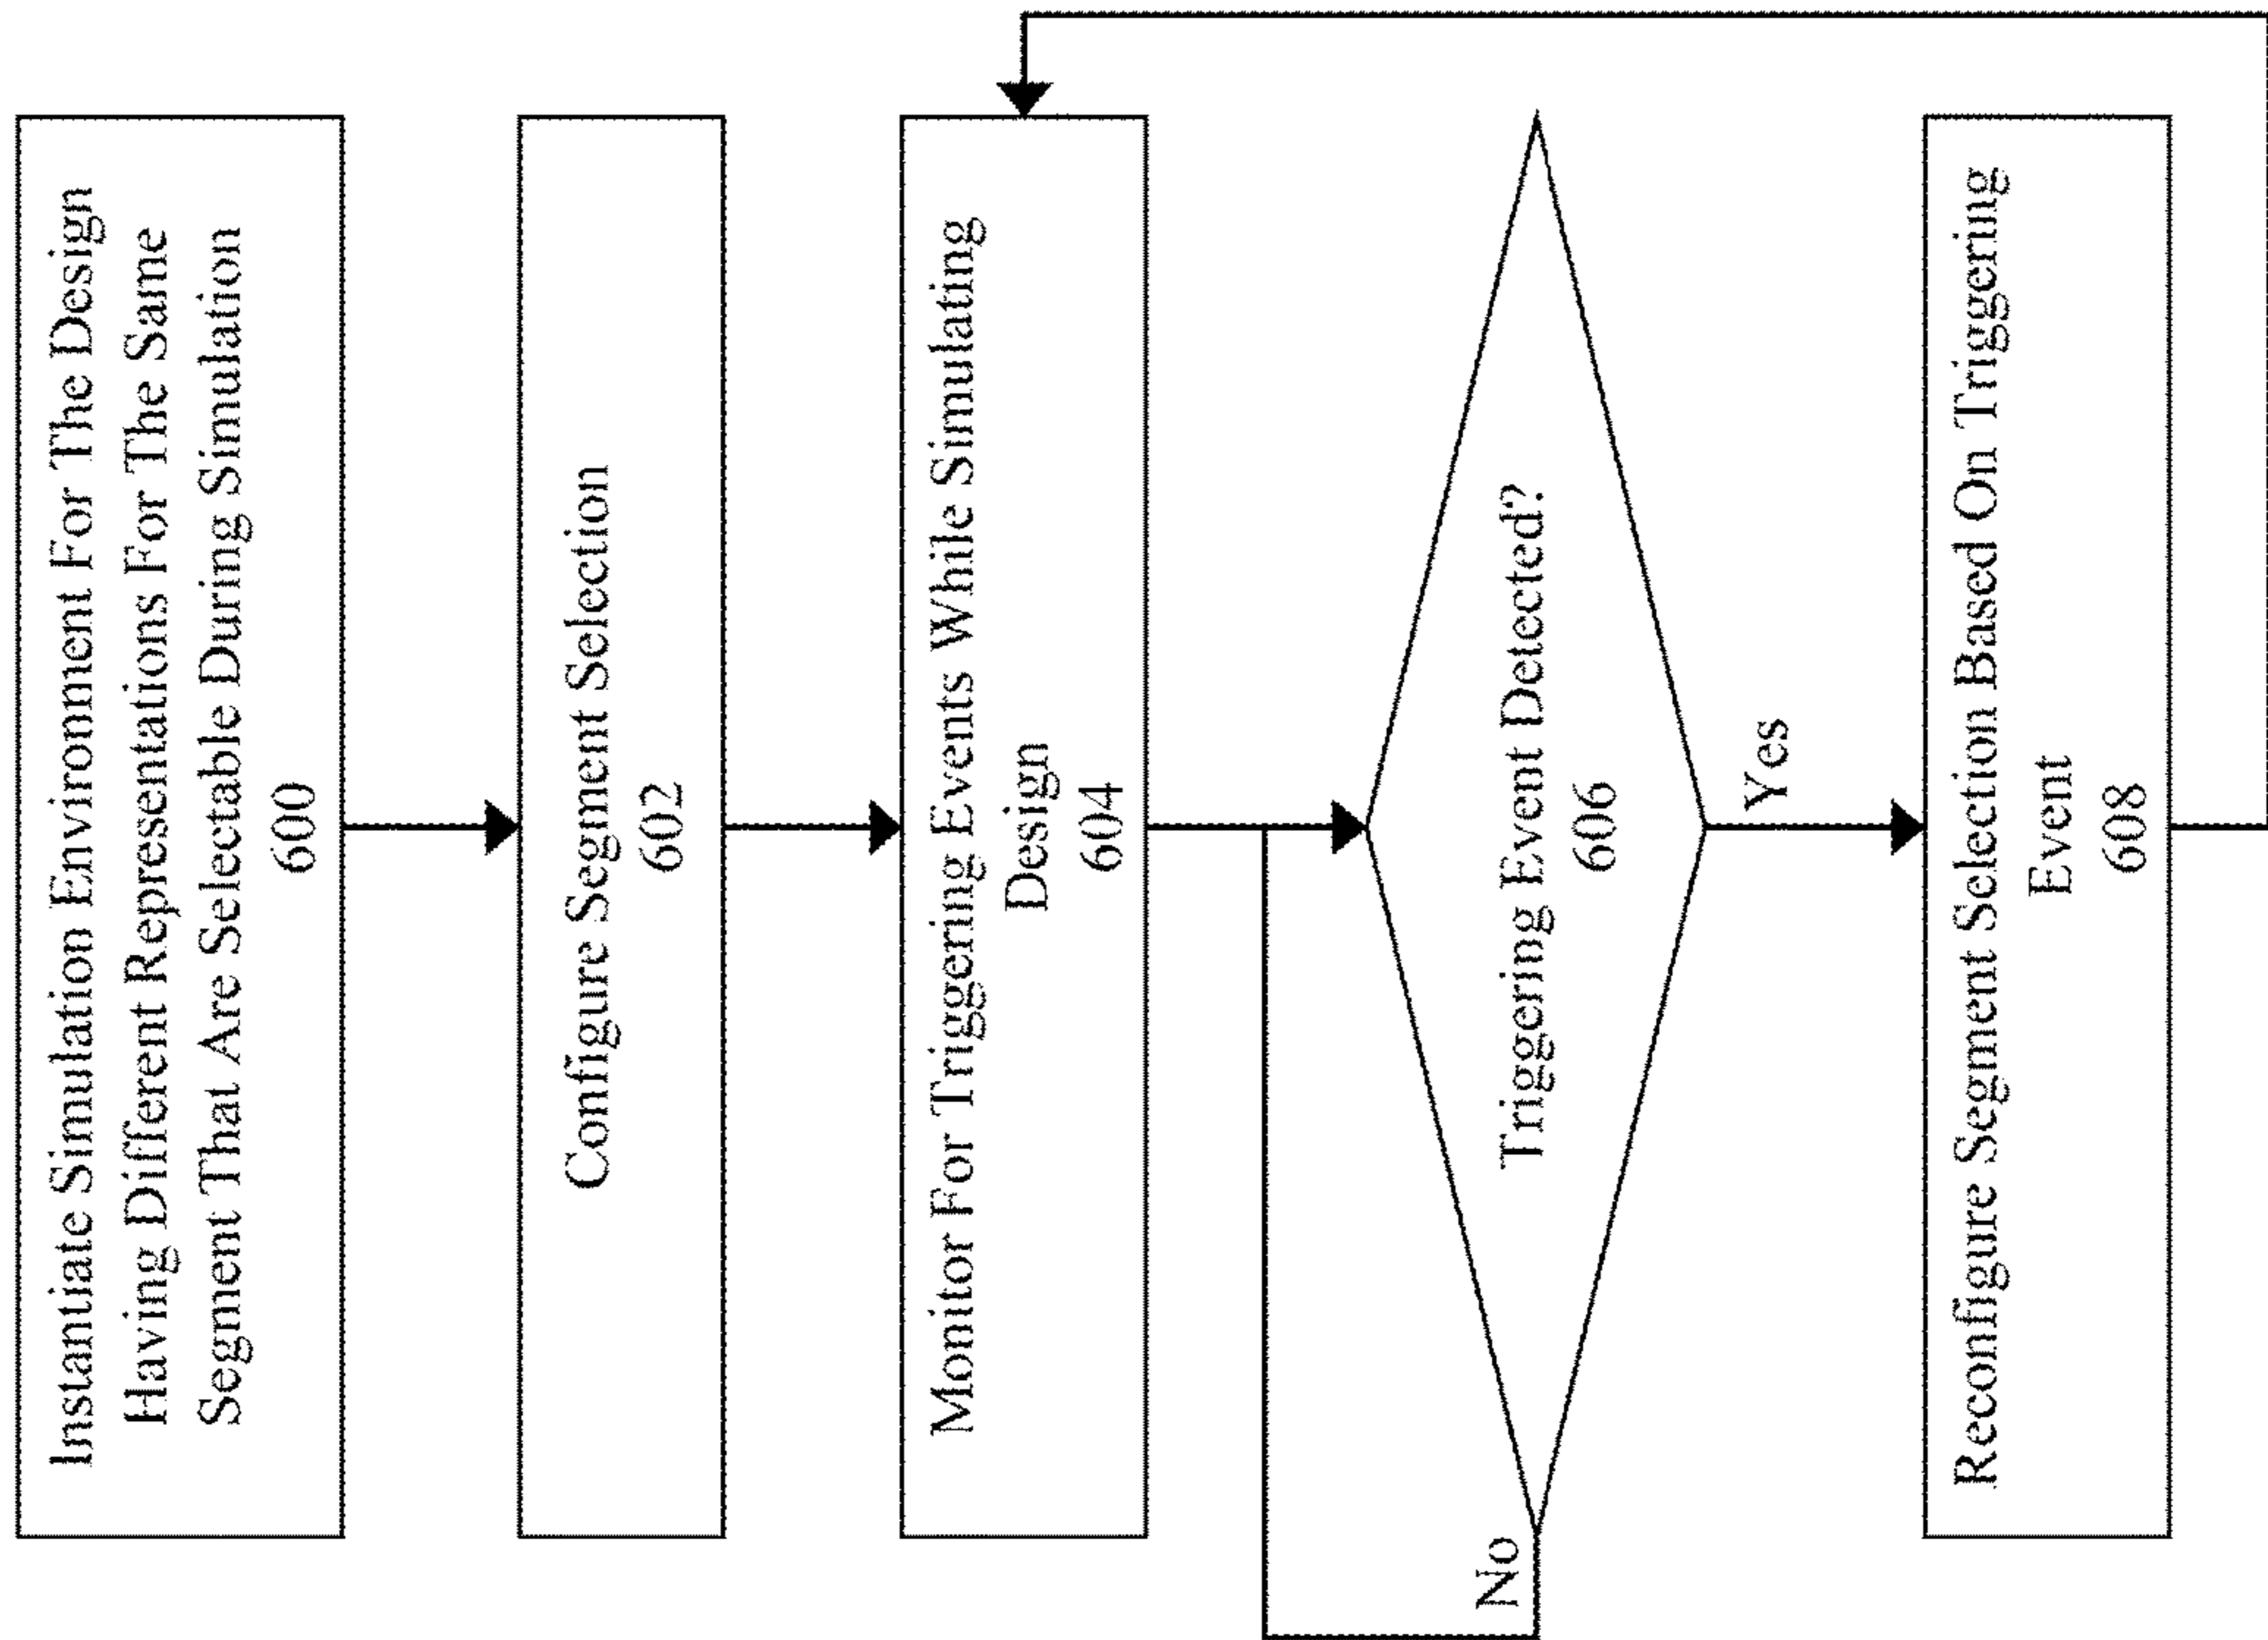 Instantiate Simulation Environment For The Design
Having Different Representations For The Same
Segment That Are Selectable During Simulation
600
Configure Segment Selection
602
Monitor For Triggering Events While Simulating
Design
604
Triggering Event Detected?
606
No
Yes
Reconfigure Segment Selection Based On Triggering
Event
608